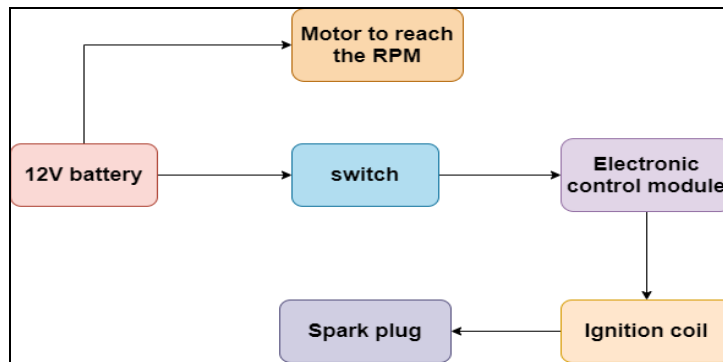 Motor to reach
the RPM
12V battery
switch
Electronic
control module
Spark plug
Ignition coil